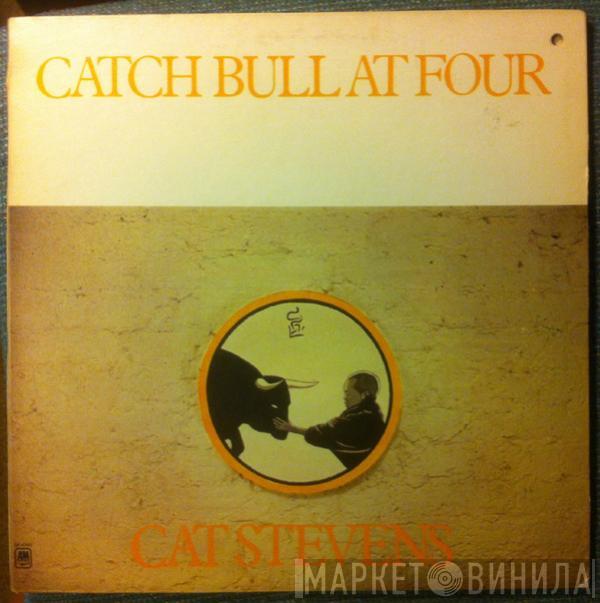 CATCH BULL AT FOUR
CAT STEVENS
МАРКЕТ ВИНИЛА